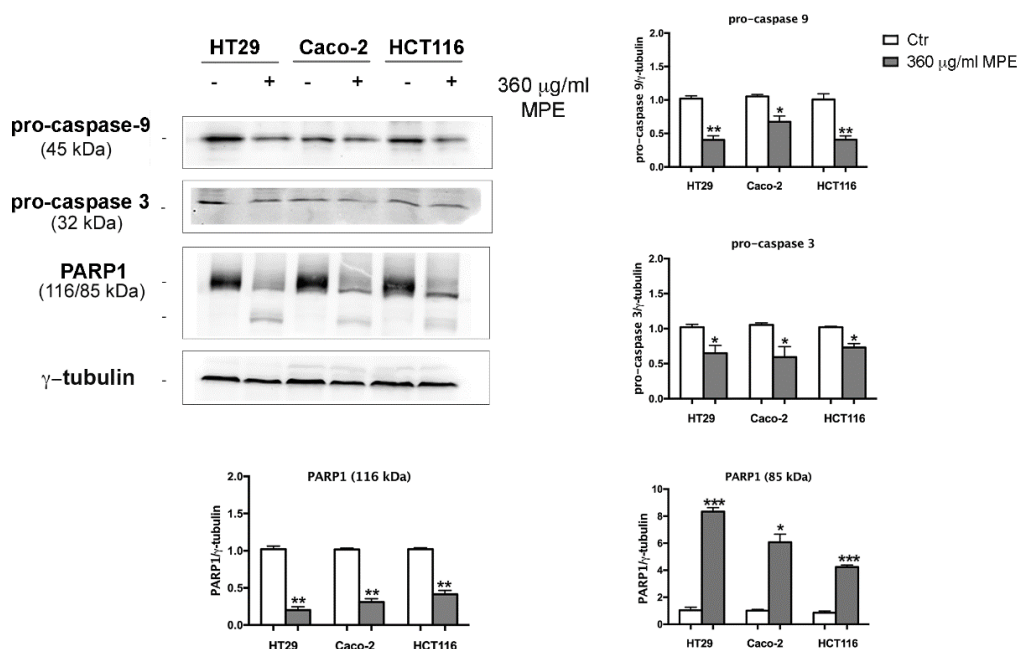 HT29 Caco-2 HCT116
- + - + - + 360 μg/ml
MPE
pro-caspase-9
(45 kDa)
pro-caspase 3
(32 kDa)
PARP1
(116/85 kDa)
γ-tubulin
pro-caspase 9
Ctr
360 μg/ml MPE
pro-caspase 9/γ-tubulin
2.0
1.5
1.0
0.5
0.0
** * **
HT29 Caco-2 HCT116
pro-caspase 3
pro-caspase 3/γ-tubulin
2.0
1.5
1.0
0.5
0.0
* * *
HT29 Caco-2 HCT116
PARP1 (116 kDa)
PARP1/γ-tubulin
2.0
1.5
1.0
0.5
0.0
** ** **
HT29 Caco-2 HCT116
PARP1 (85 kDa)
PARP1/γ-tubulin
10
8
6
4
2
0
*** * ***
HT29 Caco-2 HCT116